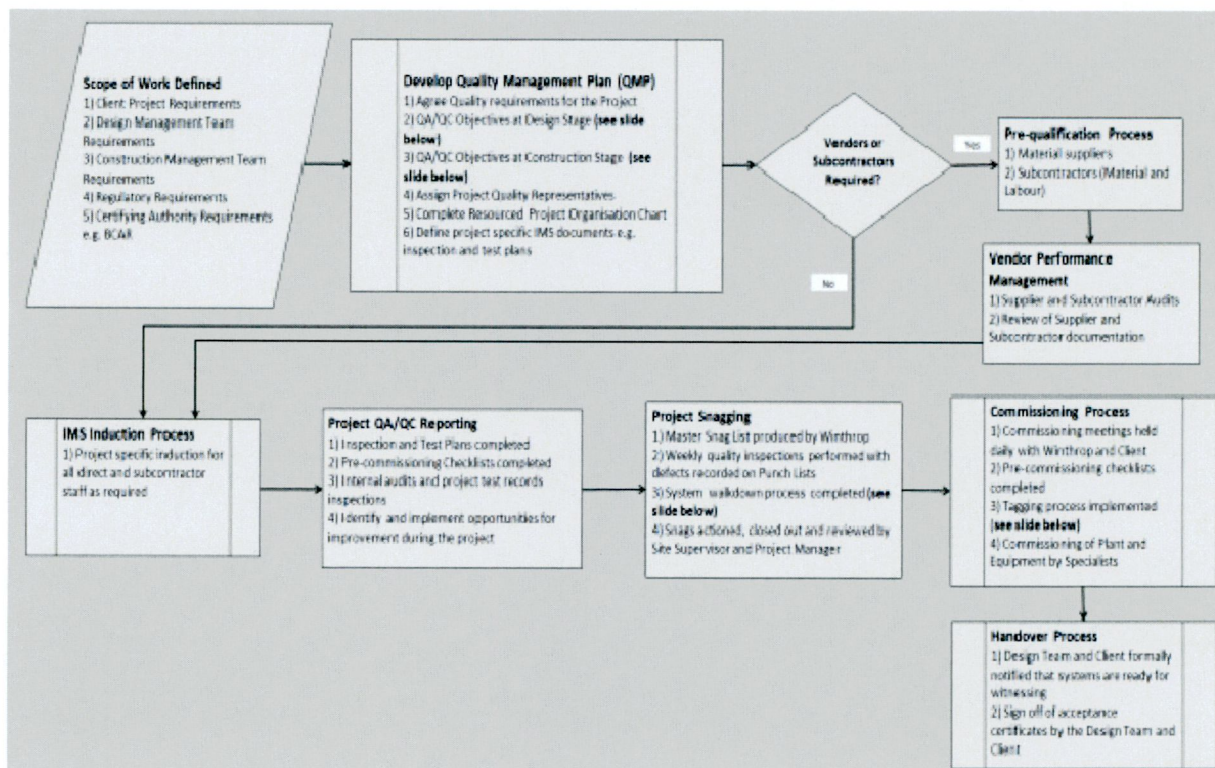 Scope of Work Defined
1) Client: Project Requirements
2) Design Management Team
Requirements
3) Construction Management Team
Requirements
4) Regulatory Requirements
5) Certifying Authority Requirements
e.g. BCAR
Develop Quality Management Plan (QMP)
1) Agree Quality requirements for the Project
2) QA/QC Objectives at Design Stage (see slide
below)
3) QA/QC Objectives at Construction Stage (see
slide below)
4) Assign Project Quality Representatives
5) Complete Resourced Project Organisation Chart
6) Define project specific IMS documents e.g.
inspection and test plans
Vendors or
Subcontractors
Required?
Yes
No
Pre-qualification Process
1) Material suppliers
2) Subcontractors (Material and
Labour)
Vendor Performance
Management
1) Supplier and Subcontractor Audits
2) Review of Supplier and
Subcontractor documentation
IMS Induction Process
1) Project specific induction for
all direct and subcontractor
staff as required
Project QA/QC Reporting
1) Inspection and Test Plans completed
2) Pre-commissioning Checklists completed
3) Internal audits and project test records
inspections
4) Identify and implement opportunities for
improvement during the project
Project Snagging
1) Master Snag List produced by Winthrop
2) Weekly quality inspections performed with
defects recorded on Punch Lists
3) System walkdown process completed (see
slide below)
4) Snags actioned, closed out and reviewed by
Site Supervisor and Project Manager
Commissioning Process
1) Commissioning meetings held
daily with Winthrop and Client
2) Pre-commissioning checklists
completed
3) Tagging process implemented
(see slide below)
4) Commissioning of Plant and
Equipment by Specialists
Handover Process
1) Design Team and Client formally
notified that systems are ready for
witnessing
2) Sign off of acceptance
certificates by the Design Team and
Client